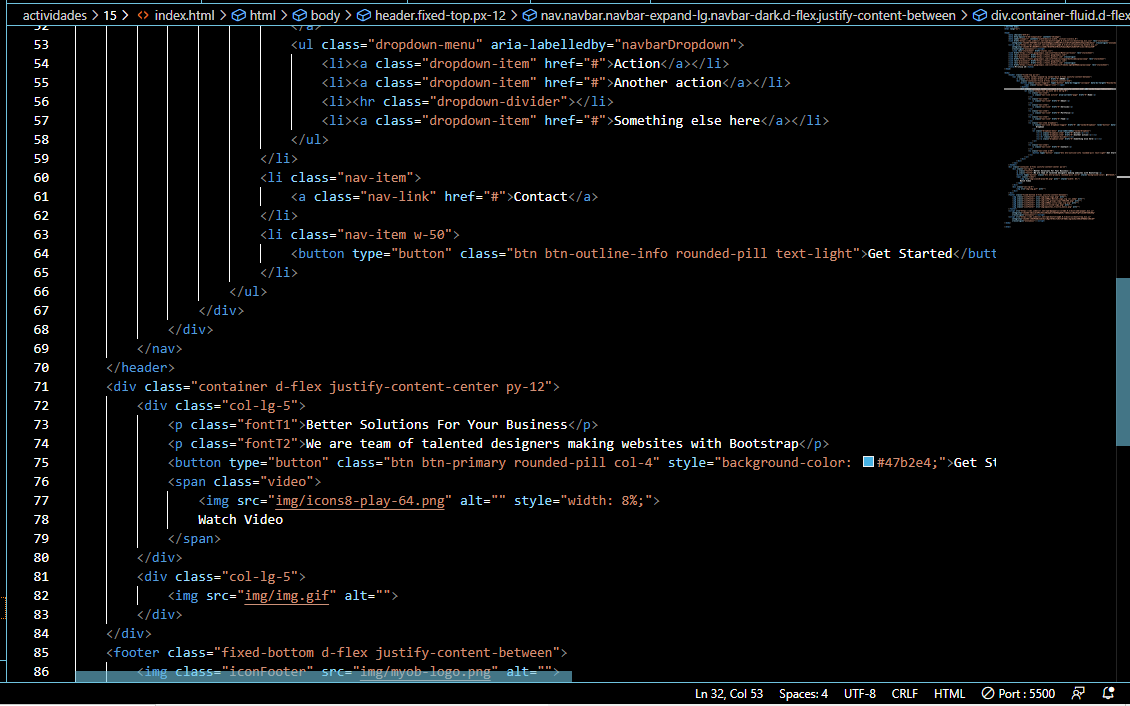 actividades > 15 > index.html > html > body > header.fixed-top.px-12 > nav.navbar.navbar-expand-lg.navbar-dark.d-flex.justify-content-between > div.container-fluid.d-flex
52 </a>
53 <ul class="dropdown-menu" aria-labelledby="navbarDropdown">
54 <li><a class="dropdown-item" href="#">Action</a></li>
55 <li><a class="dropdown-item" href="#">Another action</a></li>
56 <li><hr class="dropdown-divider"></li>
57 <li><a class="dropdown-item" href="#">Something else here</a></li>
58 </ul>
59 </li>
60 <li class="nav-item">
61 <a class="nav-link" href="#">Contact</a>
62 </li>
63 <li class="nav-item w-50">
64 <button type="button" class="btn btn-outline-info rounded-pill text-light">Get Started</butt
65 </li>
66 </ul>
67 </div>
68 </div>
69 </nav>
70 </header>
71 <div class="container d-flex justify-content-center py-12">
72 <div class="col-lg-5">
73 <p class="fontT1">Better Solutions For Your Business</p>
74 <p class="fontT2">We are team of talented designers making websites with Bootstrap</p>
75 <button type="button" class="btn btn-primary rounded-pill col-4" style="background-color: #47b2e4;">Get St
76 <span class="video">
77 <img src="img/icons8-play-64.png" alt="" style="width: 8%;">
78 Watch Video
79 </span>
80 </div>
81 <div class="col-lg-5">
82 <img src="img/img.gif" alt="">
83 </div>
84 </div>
85 <footer class="fixed-bottom d-flex justify-content-between">
86 <img class="iconFooter" src="img/myob-logo.png" alt="">
Ln 32, Col 53 Spaces: 4 UTF-8 CRLF HTML Port : 5500